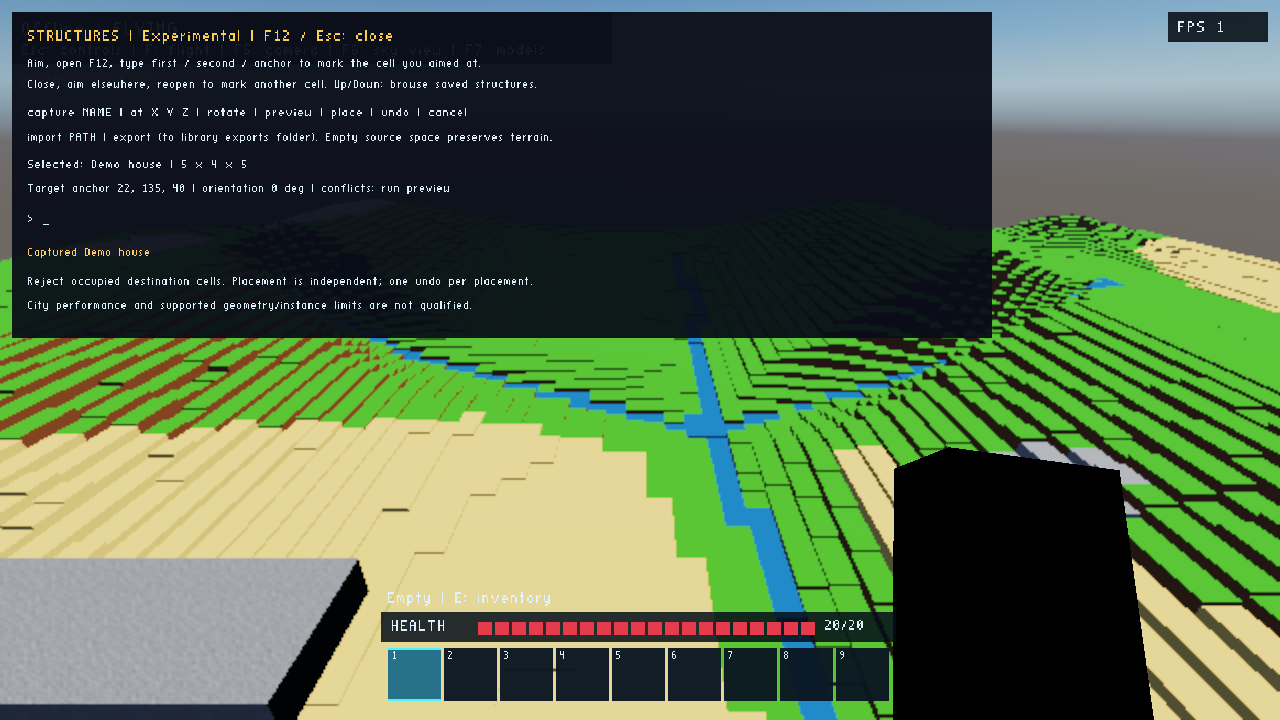 STRUCTURES | Experimental | F12 / Esc: close
FPS 1
Aim, open F12, type first / second / anchor to mark the cell you aimed at.
Close, aim elsewhere, reopen to mark another cell. Up/Down: browse saved structures.
capture NAME | at X Y Z | rotate | preview | place | undo | cancel
import PATH | export (to library exports folder). Empty source space preserves terrain.
Selected: Demo house | 5 x 4 x 5
Target anchor 22, 135, 40 | orientation 0 deg | conflicts: run preview
> _
Captured Demo house
Reject occupied destination cells. Placement is independent; one undo per placement.
City performance and supported geometry/instance limits are not qualified.
Empty | E: inventory
HEALTH 20/20
1 2 3 4 5 6 7 8 9